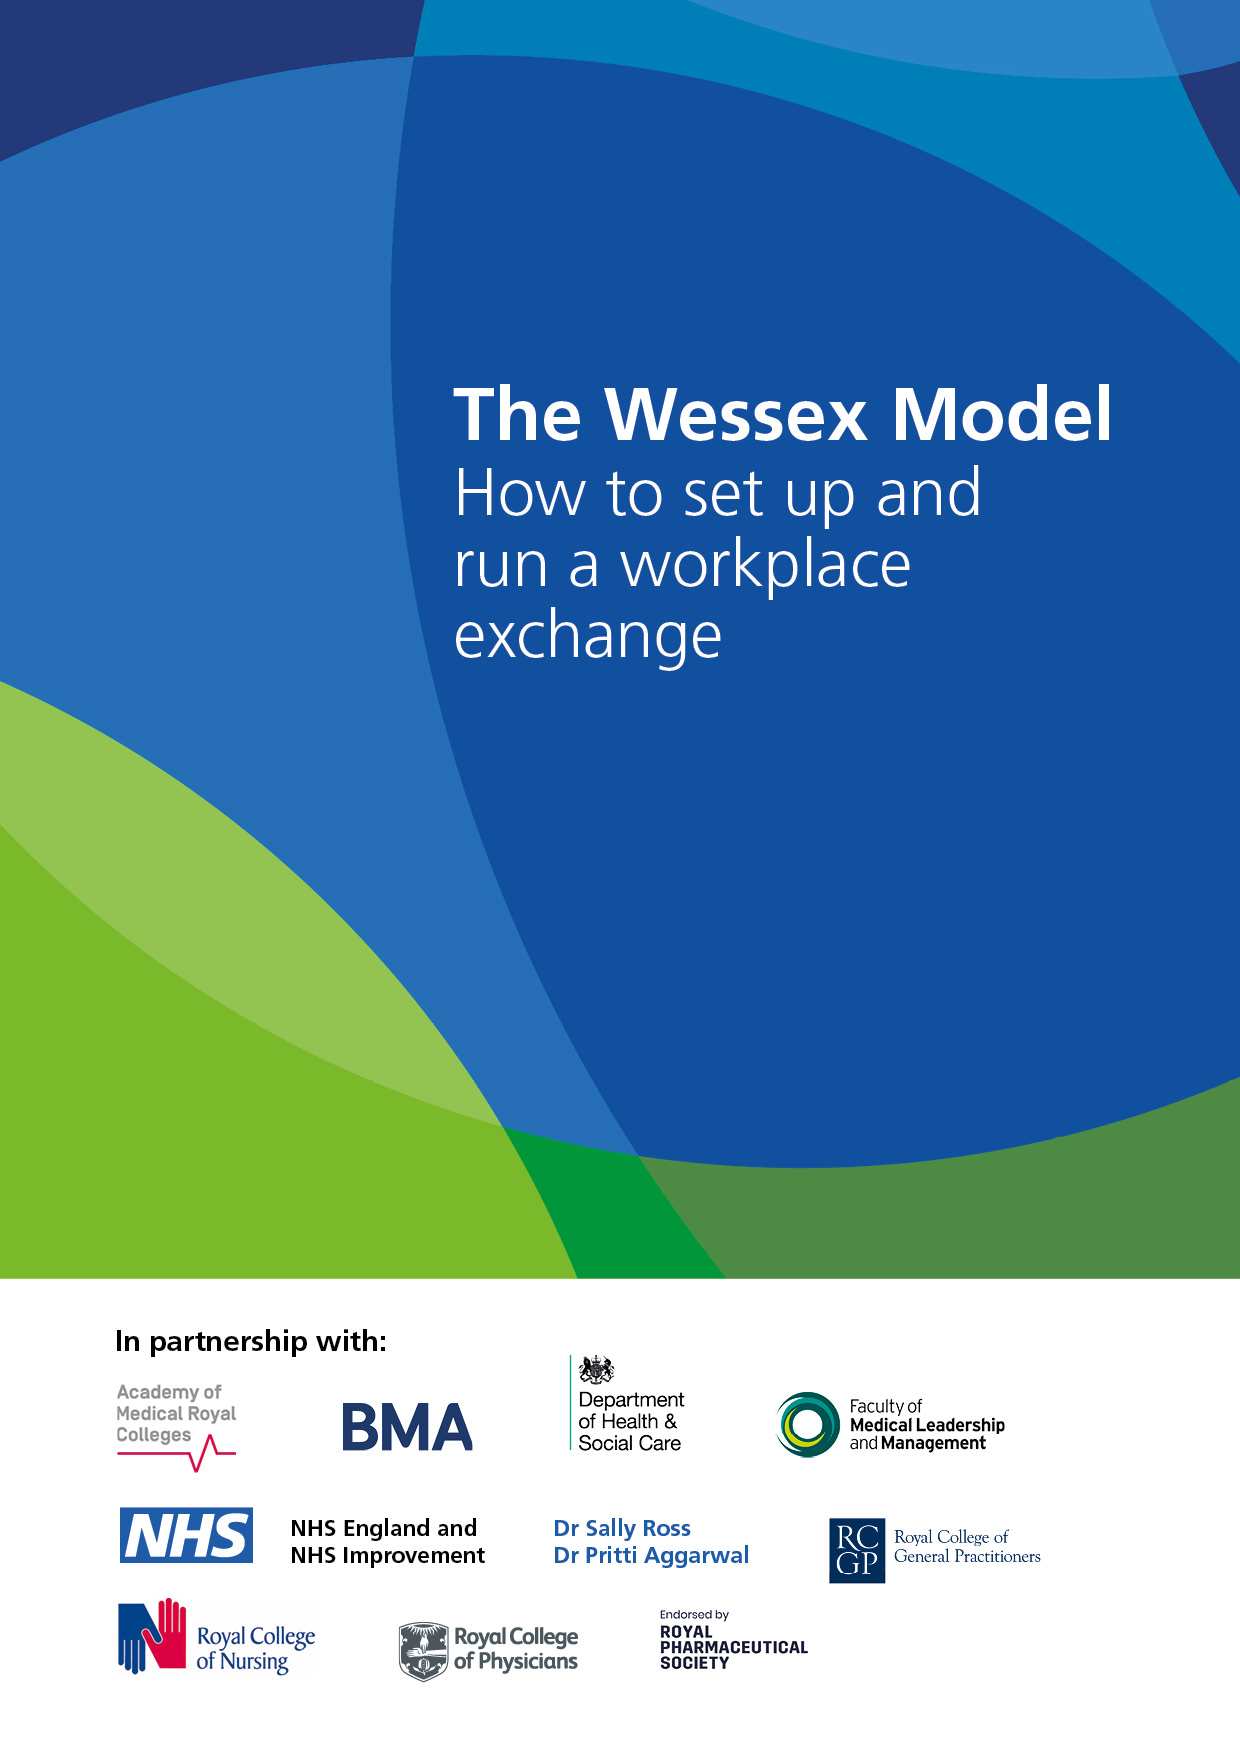 The Wessex Model
How to set up and
run a workplace
exchange
In partnership with:
Academy of
Medical Royal
Colleges
BMA
Department
of Health &
Social Care
Faculty of
Medical Leadership
and Management
NHS
NHS England and
NHS Improvement
Dr Sally Ross
Dr Pritti Aggarwal
RC
GP
Royal College of
General Practitioners
N
Royal College
of Nursing
Royal College
of Physicians
Endorsed by
ROYAL
PHARMACEUTICAL
SOCIETY